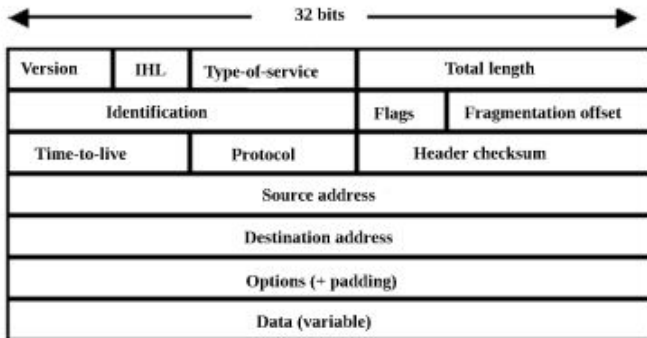 32 bits
Version IHL Type-of-service Total length
Identification Flags Fragmentation offset
Time-to-live Protocol Header checksum
Source address
Destination address
Options (+ padding)
Data (variable)